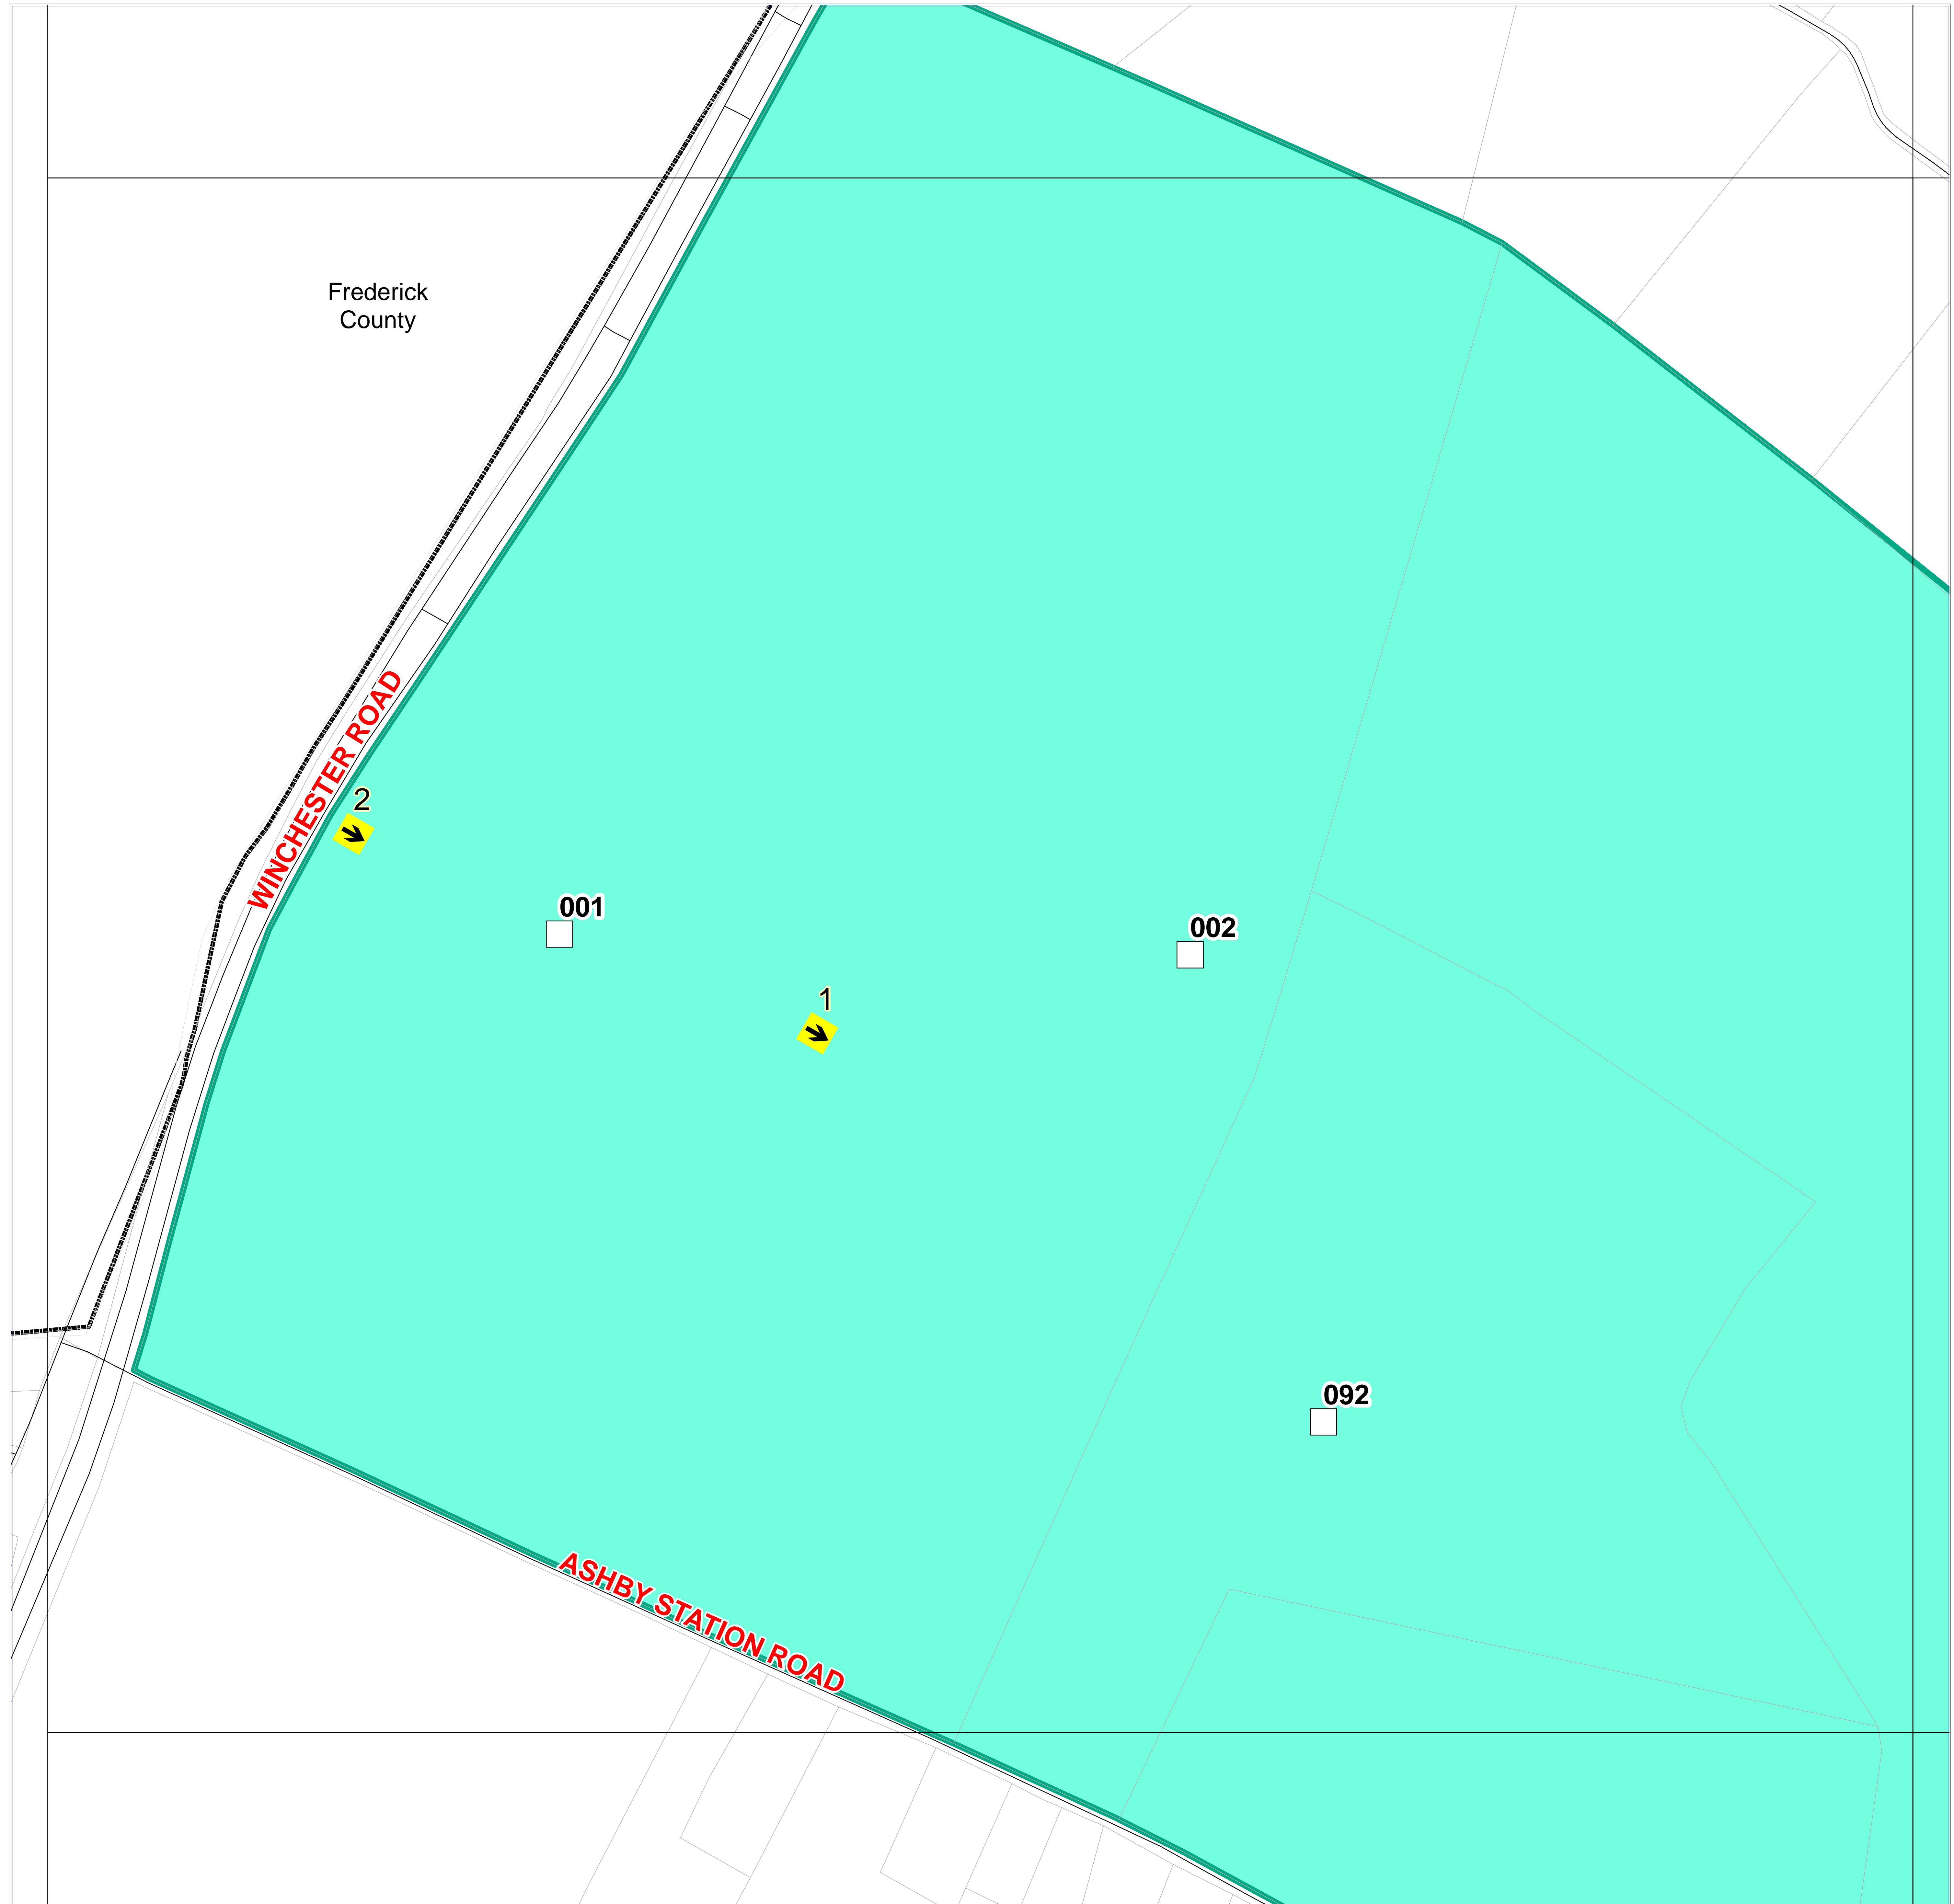 Frederick
County
WINCHESTER ROAD
2
001
002
1
092
ASHBY STATION ROAD